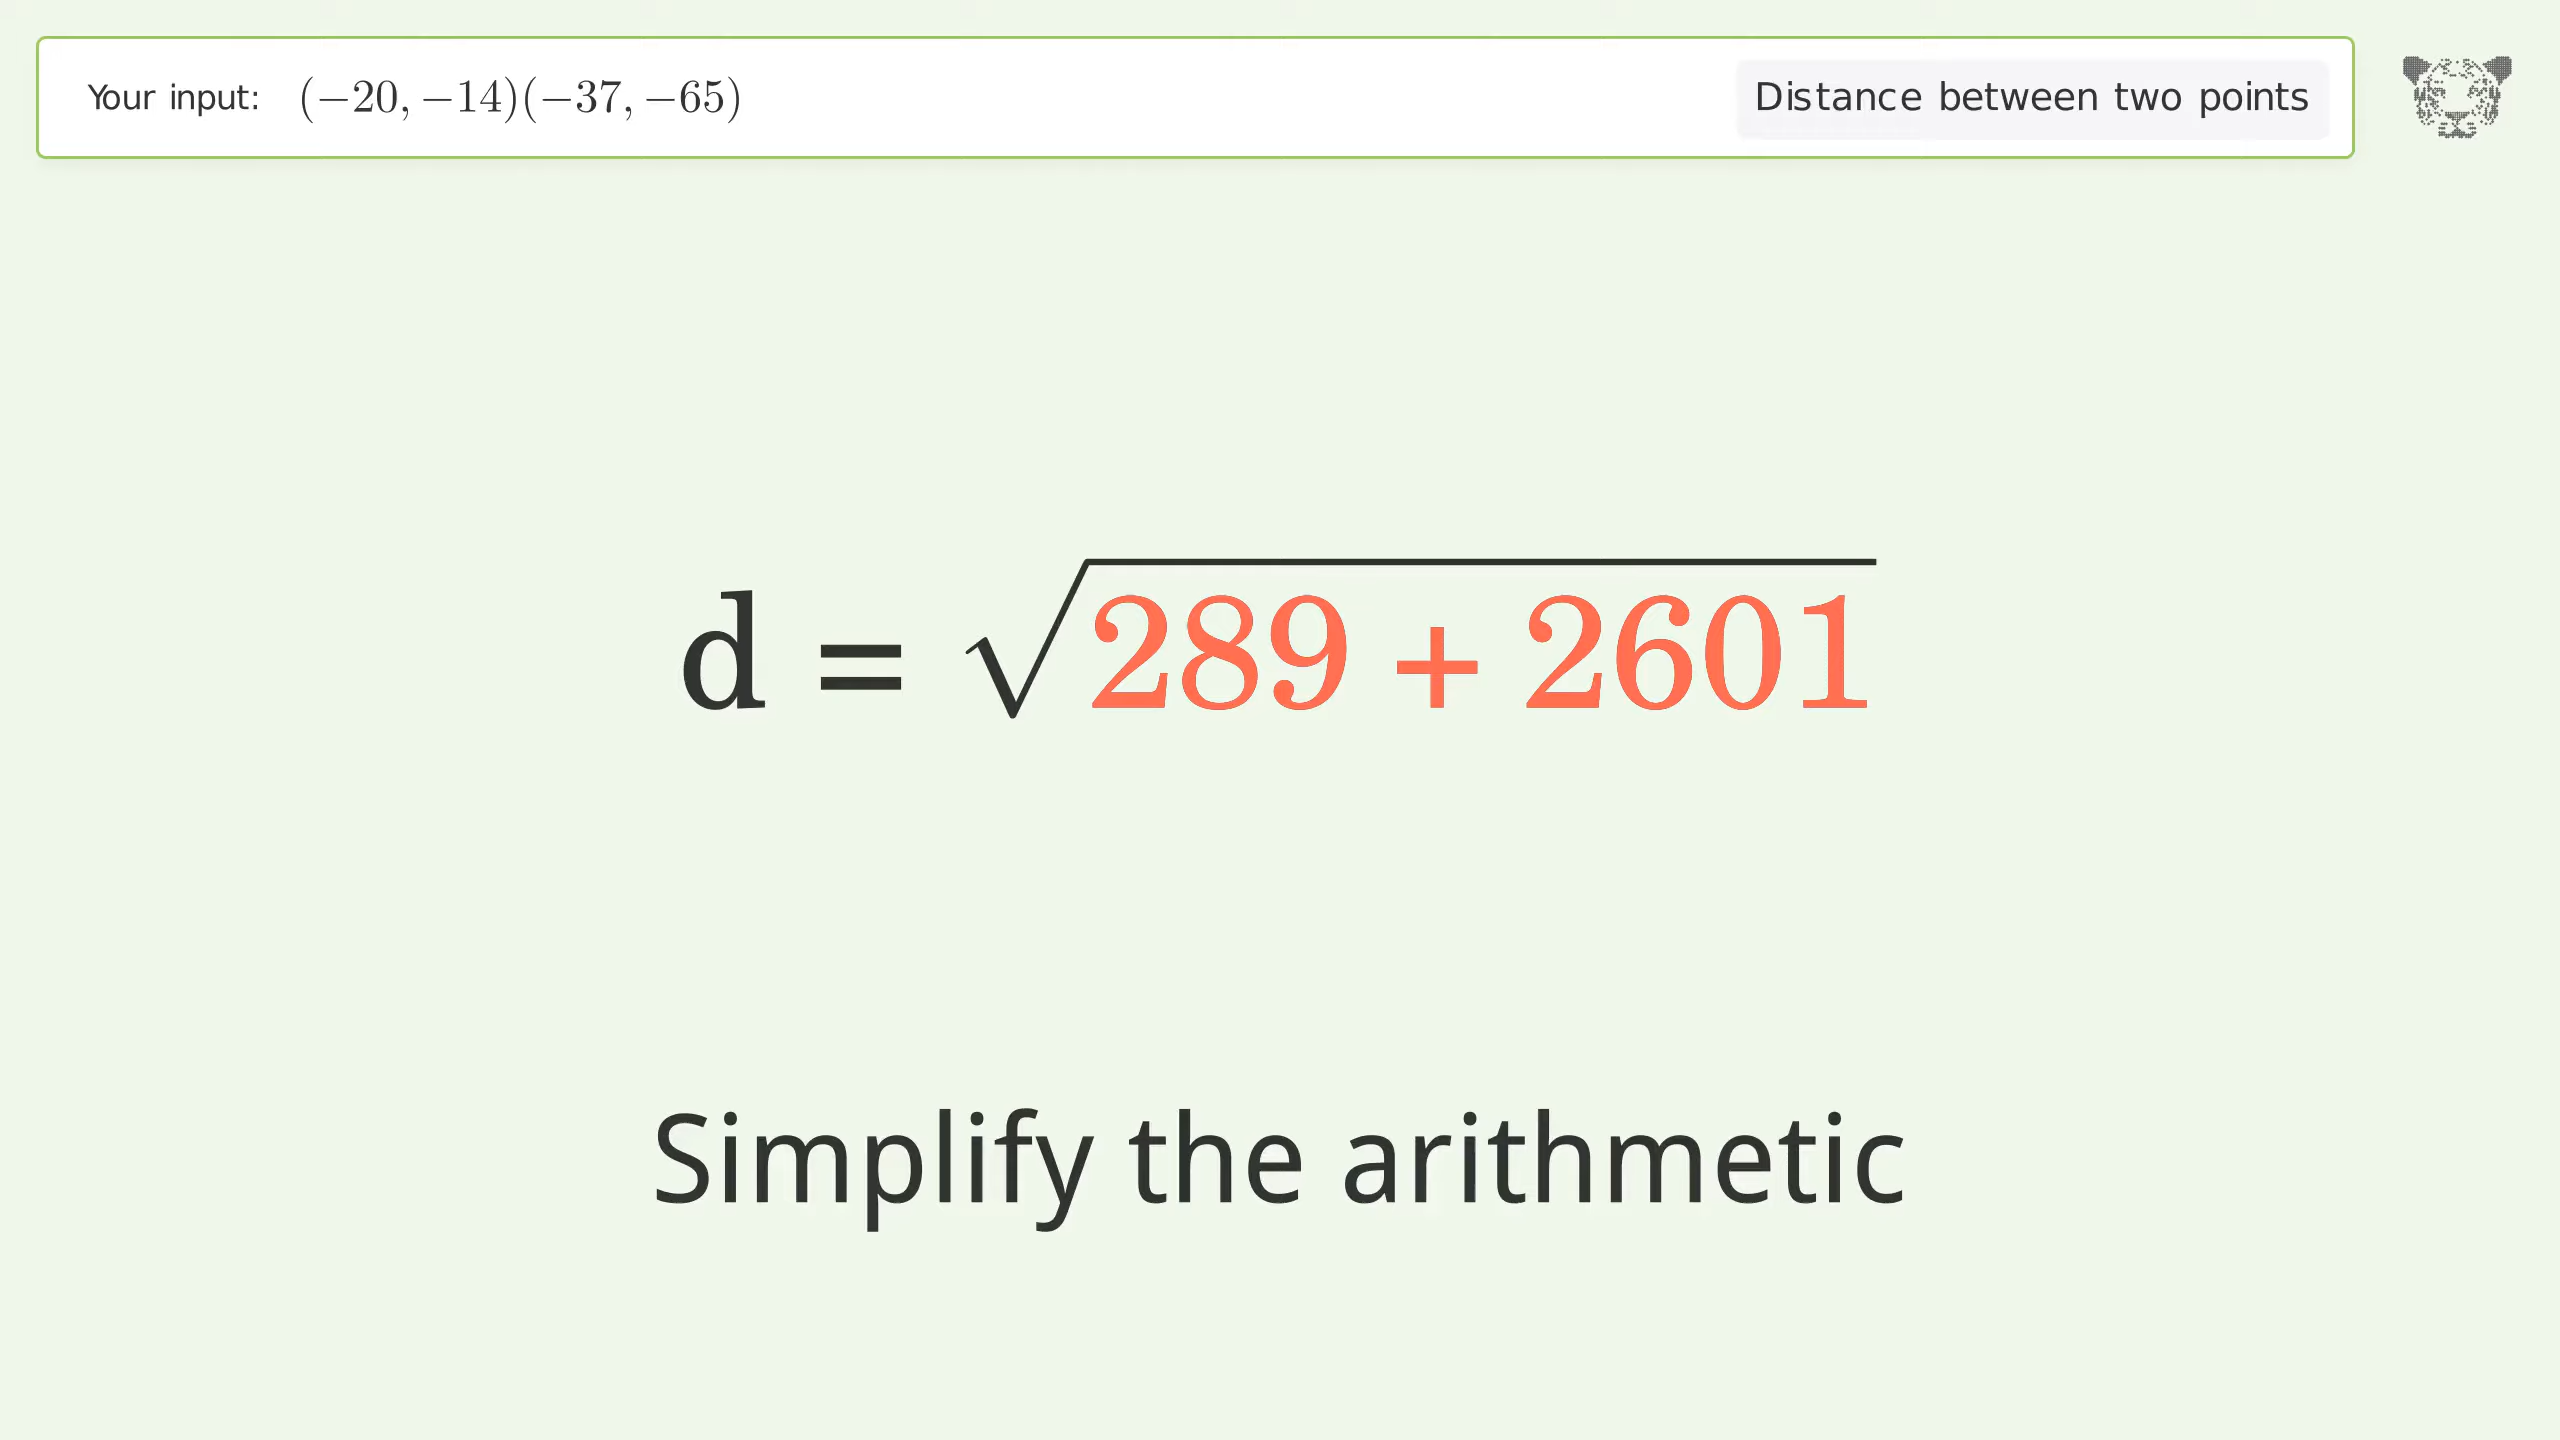 Your input: (−20, −14)(−37, −65) Distance between two points
d = √289 + 2601
Simplify the arithmetic